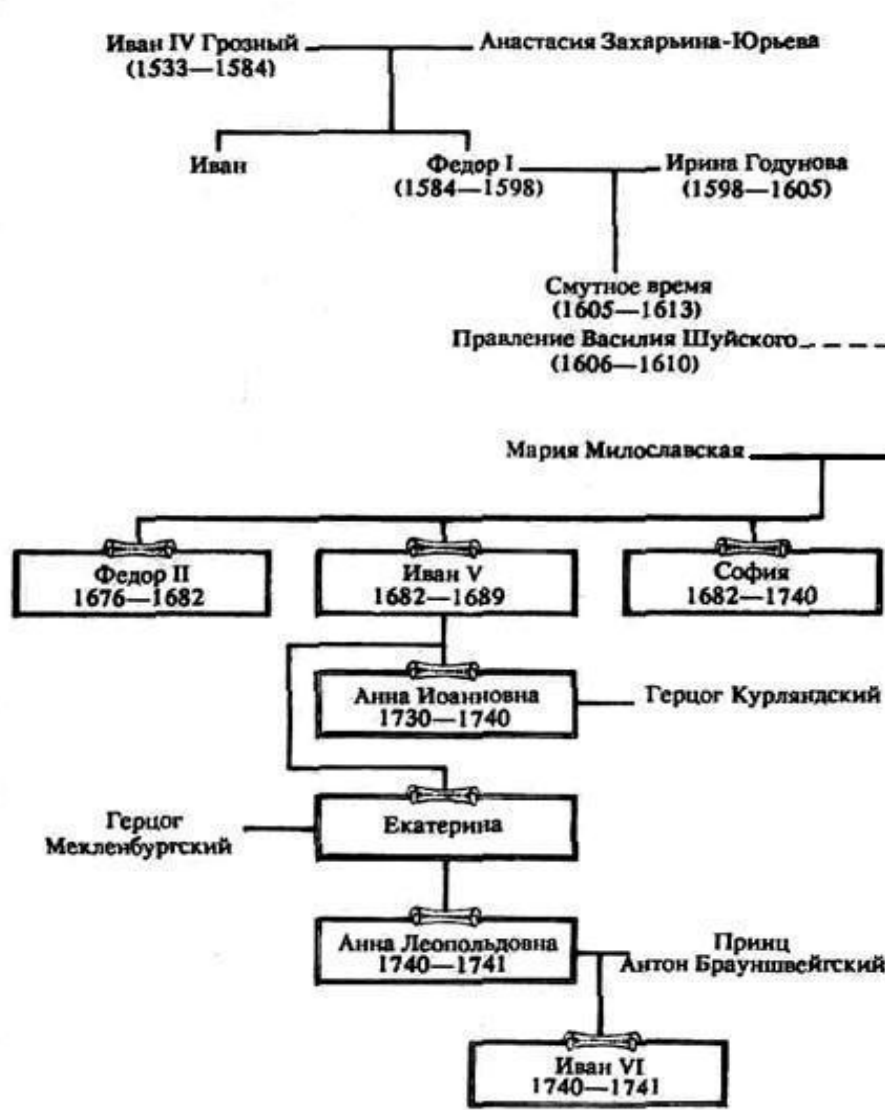 Иван IV Грозный
(1533—1584)
Анастасия Захарьина-Юрьева
Иван
Федор I
(1584—1598)
Ирина Годунова
(1598—1605)
Смутное время
(1605—1613)
Правление Василия Шуйского
(1606—1610)
Мария Милославская
Федор II
1676—1682
Иван V
1682—1689
София
1682—1740
Анна Иоанновна
1730—1740
Герцог Курляндский
Герцог
Мекленбургский
Екатерина
Анна Леопольдовна
1740—1741
Принц
Антон Брауншвейгский
Иван VI
1740—1741